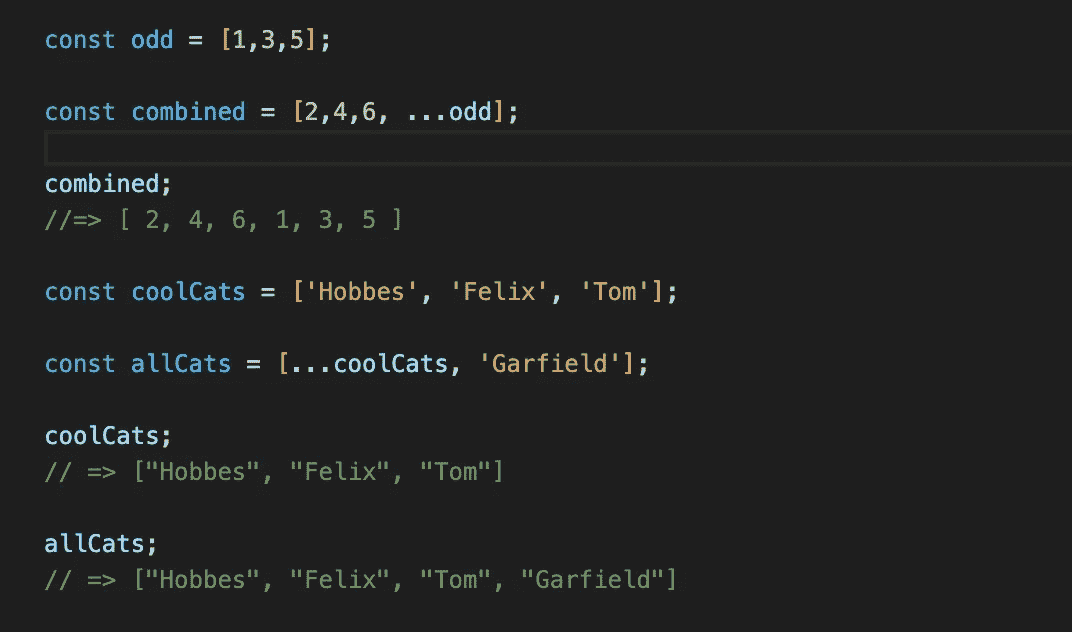 const odd = [1,3,5];
const combined = [2,4,6, ...odd];
combined;
//=> [ 2, 4, 6, 1, 3, 5 ]
const coolCats = ['Hobbes', 'Felix', 'Tom'];
const allCats = [...coolCats, 'Garfield'];
coolCats;
// => ["Hobbes", "Felix", "Tom"]
allCats;
// => ["Hobbes", "Felix", "Tom", "Garfield"]